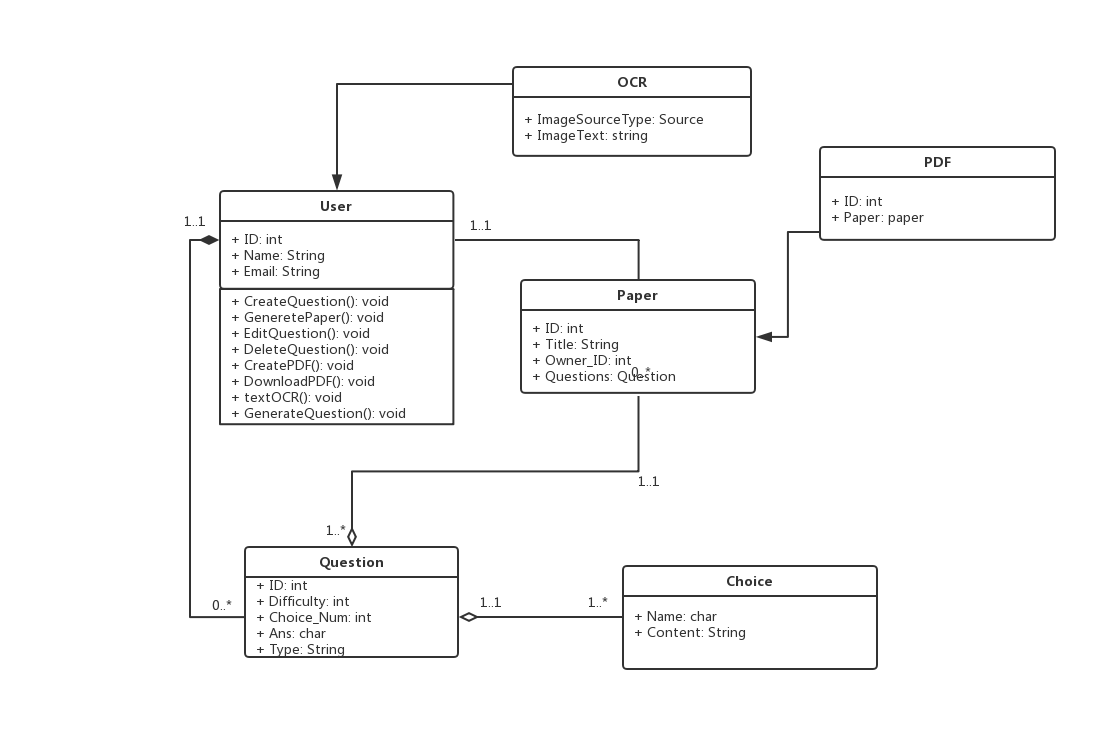 OCR
+ ImageSourceType: Source
+ ImageText: string
PDF
+ ID: int
+ Paper: paper
1..1
User
+ ID: int
+ Name: String
+ Email: String
+ CreateQuestion(): void
+ GeneretePaper(): void
+ EditQuestion(): void
+ DeleteQuestion(): void
+ CreatePDF(): void
+ DownloadPDF(): void
+ textOCR(): void
+ GenerateQuestion(): void
1..1
Paper
+ ID: int
+ Title: String
+ Owner_ID: int
0..*
+ Questions: Question
1..1
1..*
Question
+ ID: int
+ Difficulty: int
+ Choice_Num: int
+ Ans: char
+ Type: String
0..*
1..1
1..*
Choice
+ Name: char
+ Content: String